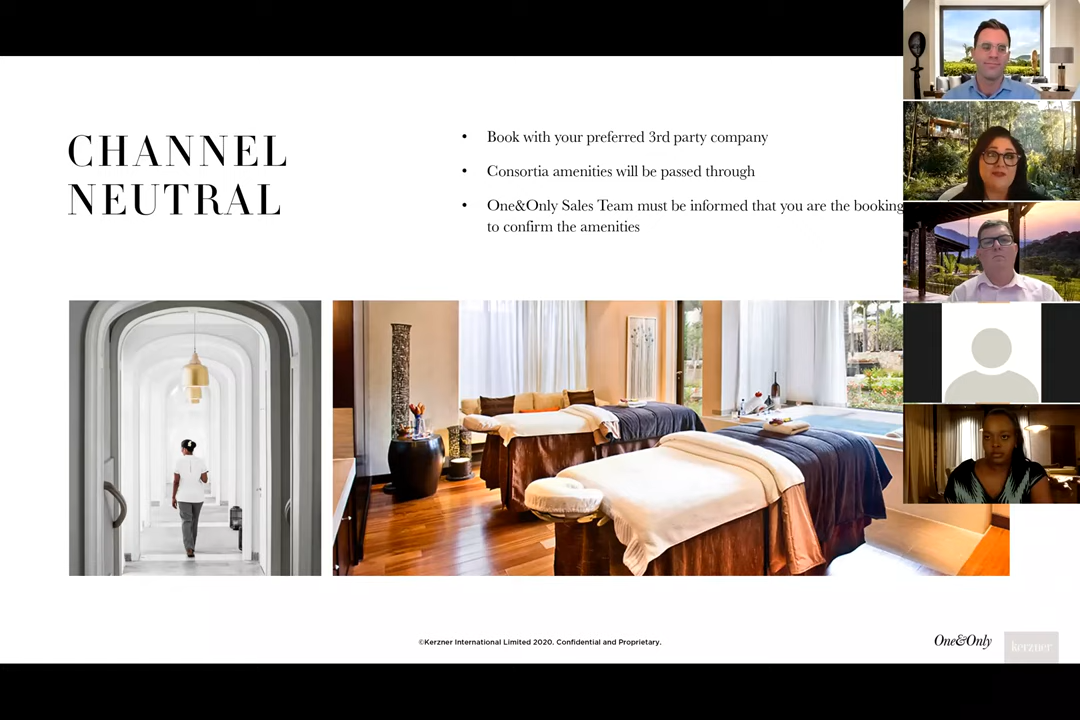 CHANNEL
NEUTRAL
• Book with your preferred 3rd party company
• Consortia amenities will be passed through
• One&Only Sales Team must be informed that you are the booking
to confirm the amenities
©Kerzner International Limited 2020. Confidential and Proprietary.
One&Only
kerzner